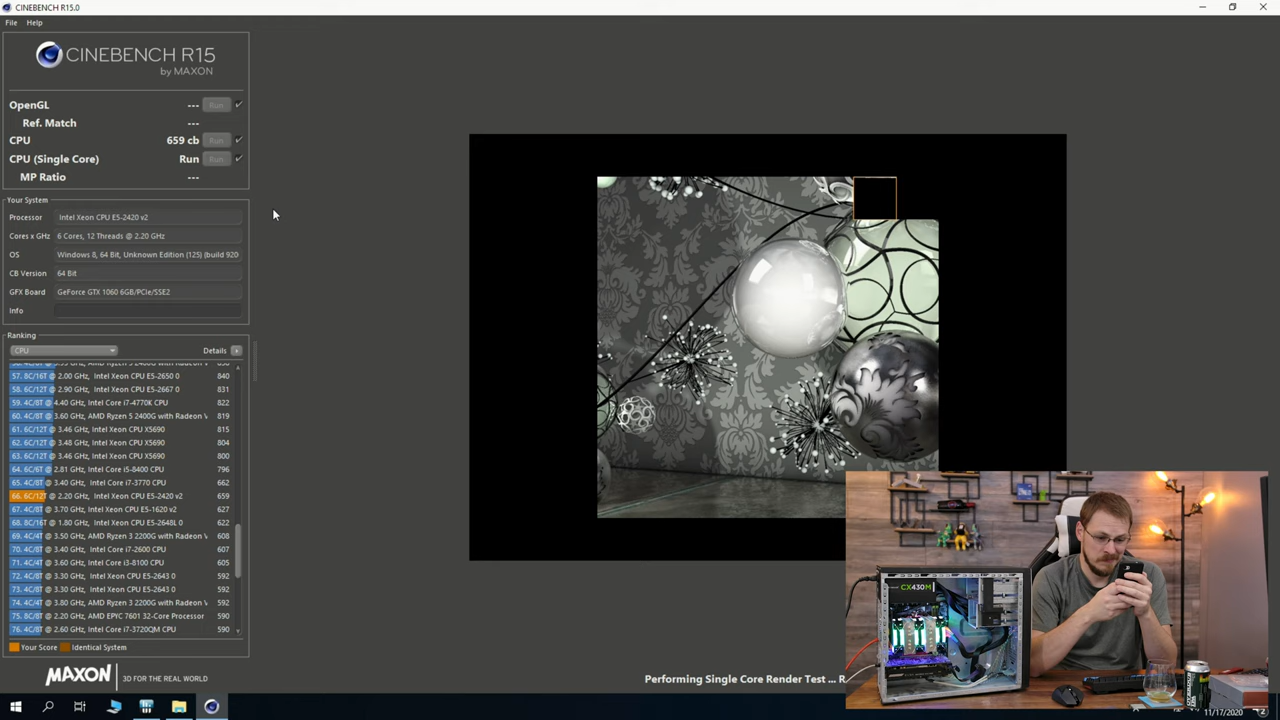 CINEBENCH R15.0
File Help
CINEBENCH R15
by MAXON
OpenGL --- Run
Ref. Match ---
CPU 659 cb Run
CPU (Single Core) Run Run
MP Ratio ---
Your System
Processor Intel Xeon CPU E5-2420 v2
Cores x GHz 6 Cores, 12 Threads @ 2.20 GHz
OS Windows 8, 64 Bit, Unknown Edition (125) (build 920
CB Version 64 Bit
GFX Board GeForce GTX 1060 6GB/PCIe/SSE2
Info
Ranking
CPU Details
57. 8C/16T @ 2.00 GHz, Intel Xeon CPU E5-2650 0 840
58. 6C/12T @ 2.90 GHz, Intel Xeon CPU E5-2667 0 831
59. 4C/8T @ 4.40 GHz, Intel Core i7-4770K CPU 822
60. 4C/8T @ 3.60 GHz, AMD Ryzen 5 2400G with Radeon V 819
61. 6C/12T @ 3.46 GHz, Intel Xeon CPU X5690 815
62. 6C/12T @ 3.48 GHz, Intel Xeon CPU X5690 804
63. 6C/12T @ 3.46 GHz, Intel Xeon CPU X5690 800
64. 6C/6T @ 2.81 GHz, Intel Core i5-8400 CPU 796
65. 4C/8T @ 3.40 GHz, Intel Core i7-3770 CPU 662
66. 6C/12T @ 2.20 GHz, Intel Xeon CPU E5-2420 v2 659
67. 4C/8T @ 3.70 GHz, Intel Xeon CPU E5-1620 v2 627
68. 8C/16T @ 1.80 GHz, Intel Xeon CPU E5-2648L 0 622
69. 4C/4T @ 3.50 GHz, AMD Ryzen 3 2200G with Radeon V 608
70. 4C/8T @ 3.40 GHz, Intel Core i7-2600 CPU 607
71. 4C/4T @ 3.60 GHz, Intel Core i3-8100 CPU 605
72. 4C/8T @ 3.30 GHz, Intel Xeon CPU E5-2643 0 592
73. 4C/8T @ 3.30 GHz, Intel Xeon CPU E5-2643 0 592
74. 4C/4T @ 3.80 GHz, AMD Ryzen 3 2200G with Radeon V 592
75. 8C/8T @ 2.20 GHz, AMD EPYC 7601 32-Core Processor 590
76. 4C/8T @ 2.60 GHz, Intel Core i7-3720QM CPU 590
Your Score Identical System
MAXON 3D FOR THE REAL WORLD
Performing Single Core Render Test ... R
CX430M
11/17/2020